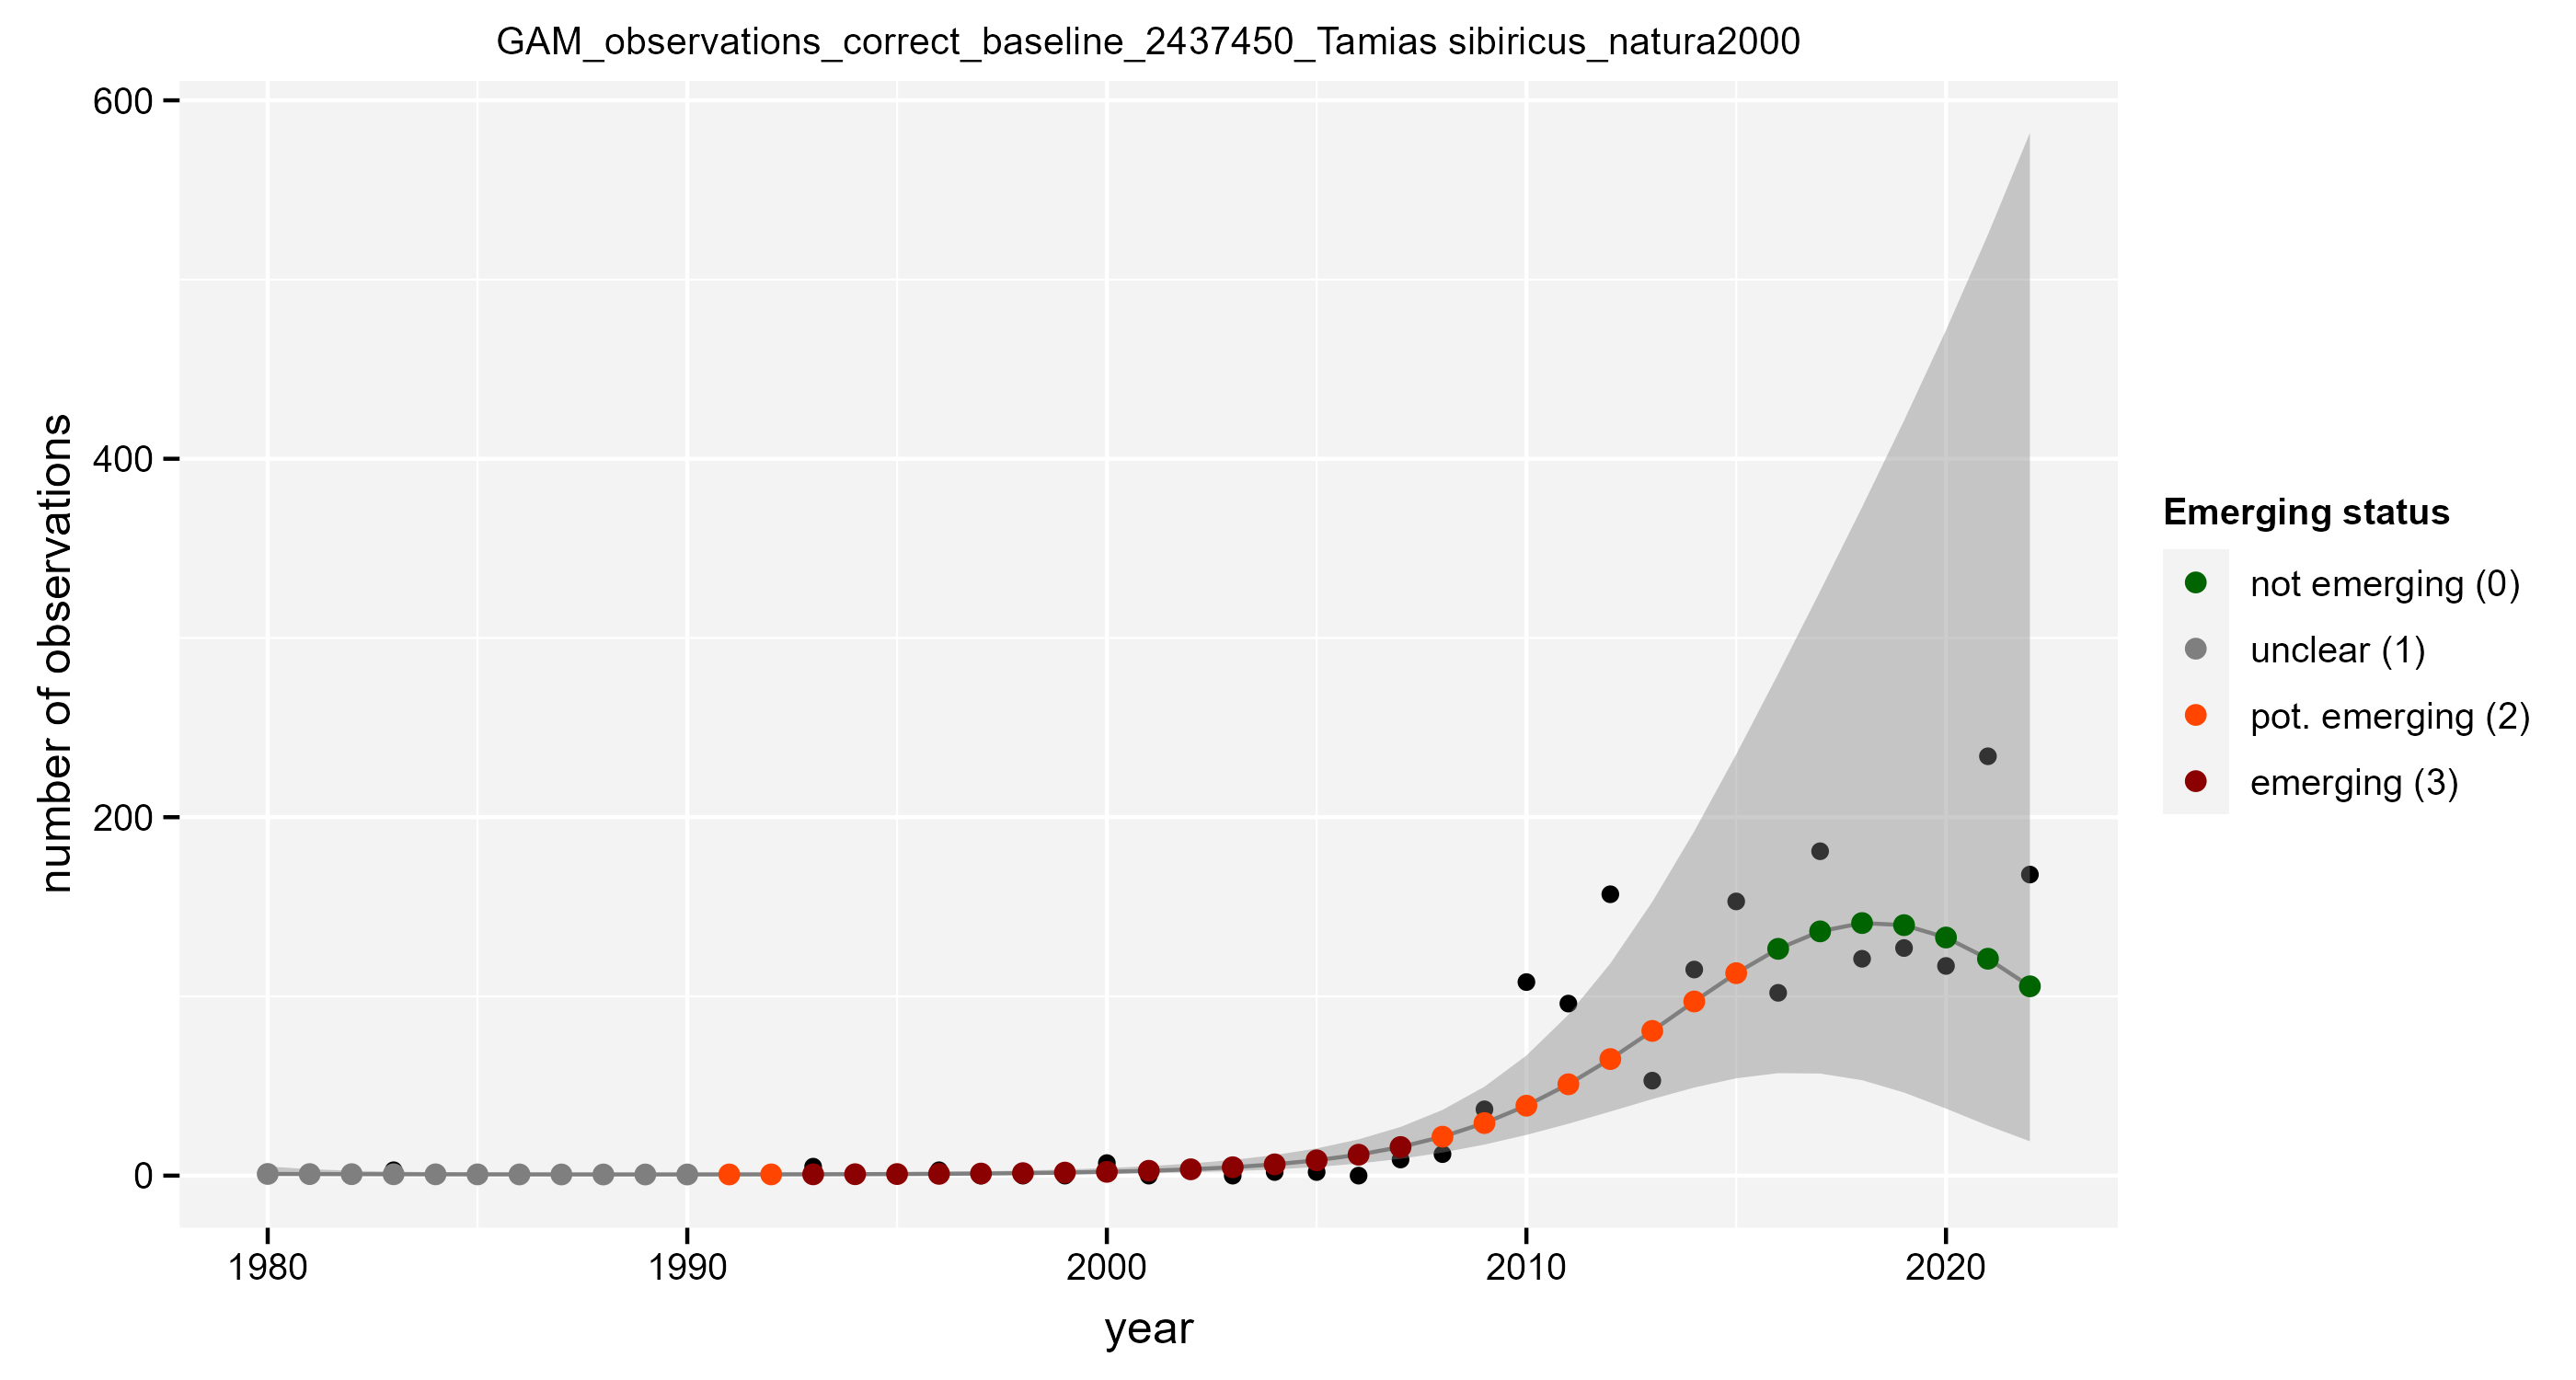 GAM_observations_correct_baseline_2437450_Tamias sibiricus_natura2000
600
400
200
0
number of observations
1980
1990
2000
2010
2020
year
Emerging status
not emerging (0)
unclear (1)
pot. emerging (2)
emerging (3)